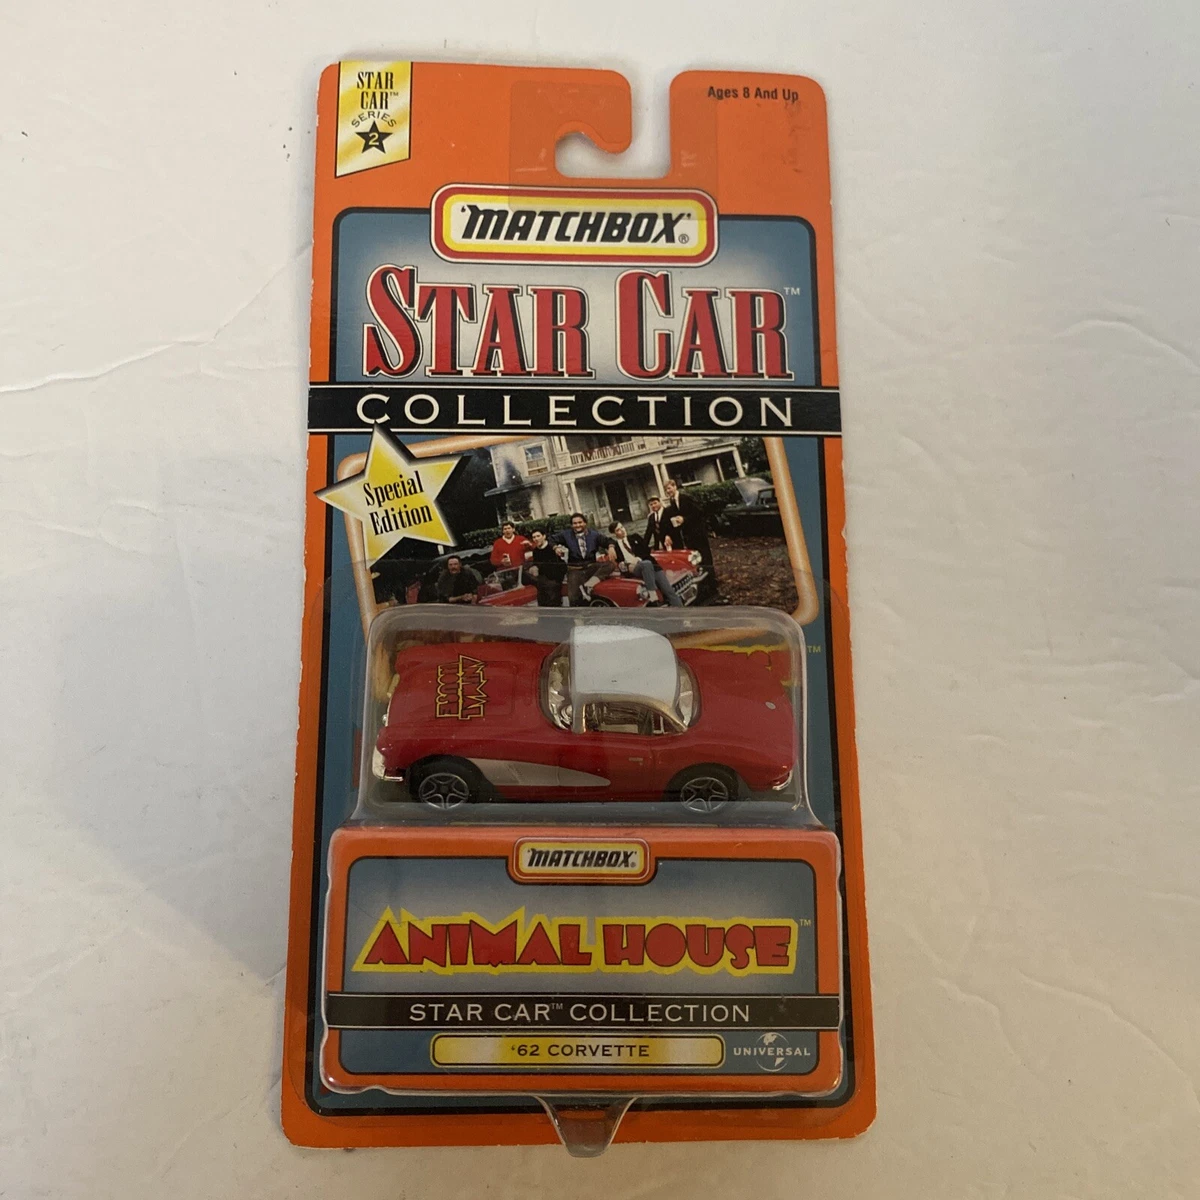 STAR
CAR™
SERIES
2
Ages 8 And Up
'MATCHBOX'®
STAR CAR™
COLLECTION
Special
Edition
™
ANIMAL
HOUSE
'MATCHBOX'®
ANIMAL HOUSE™
STAR CAR™ COLLECTION
'62 CORVETTE
UNIVERSAL